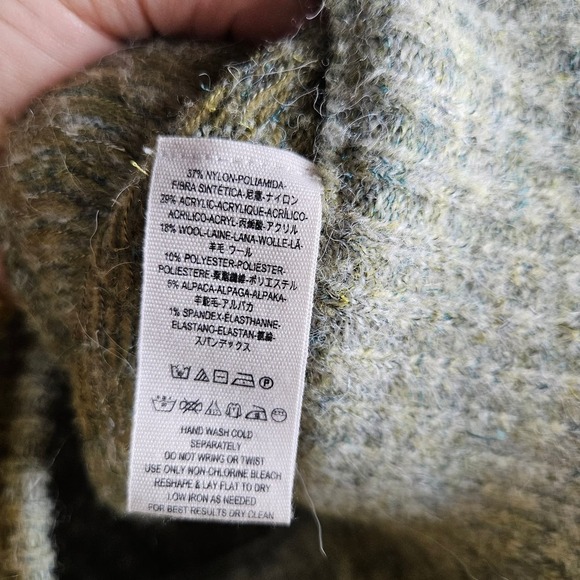 37% NYLON-POLIAMIDA-
FIBRA SINTÉTICA-尼龍-ナイロン
29% ACRYLIC-ACRYLIQUE-ACRÍLICO-
ACRÍLICO-ACRYL-丙烯酸-アクリル
18% WOOL-LAINE-LANA-WOLLE-LÃ-
羊毛-ウール
10% POLYESTER-POLIESTER-
POLIESTERE-聚酯纖維-ポリエステル
5% ALPACA-ALPAGA-ALPAKA-
羊駝毛-アルパカ
1% SPANDEX-ÉLASTHANNE-
ELASTANO-ELASTAN-氨綸-
スパンデックス
HAND WASH COLD
SEPARATELY
DO NOT WRING OR TWIST
USE ONLY NON-CHLORINE BLEACH
RESHAPE & LAY FLAT TO DRY
LOW IRON AS NEEDED
FOR BEST RESULTS DRY CLEAN